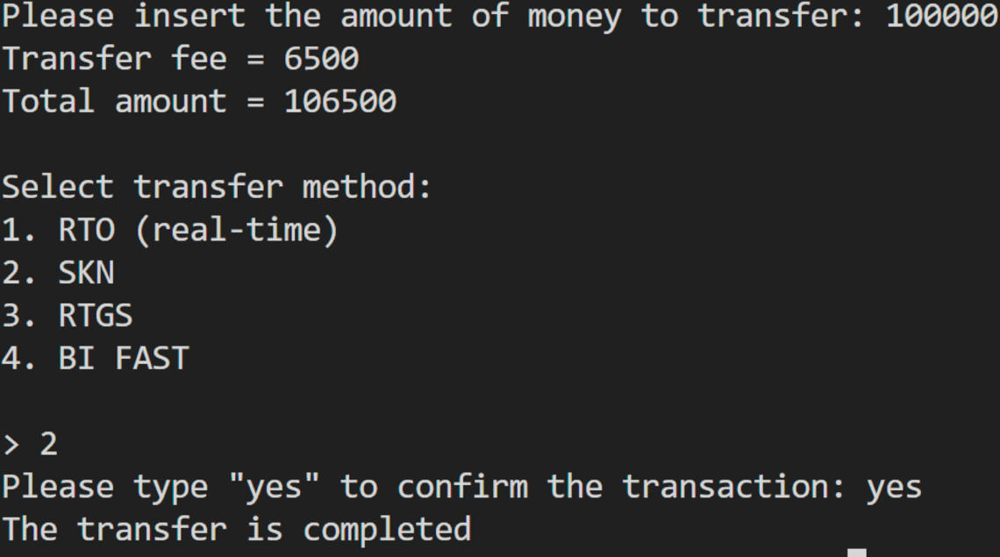 Please insert the amount of money to transfer: 100000
Transfer fee = 6500
Total amount = 106500
Select transfer method:
1. RTO (real-time)
2. SKN
3. RTGS
4. BI FAST
> 2
Please type "yes" to confirm the transaction: yes
The transfer is completed